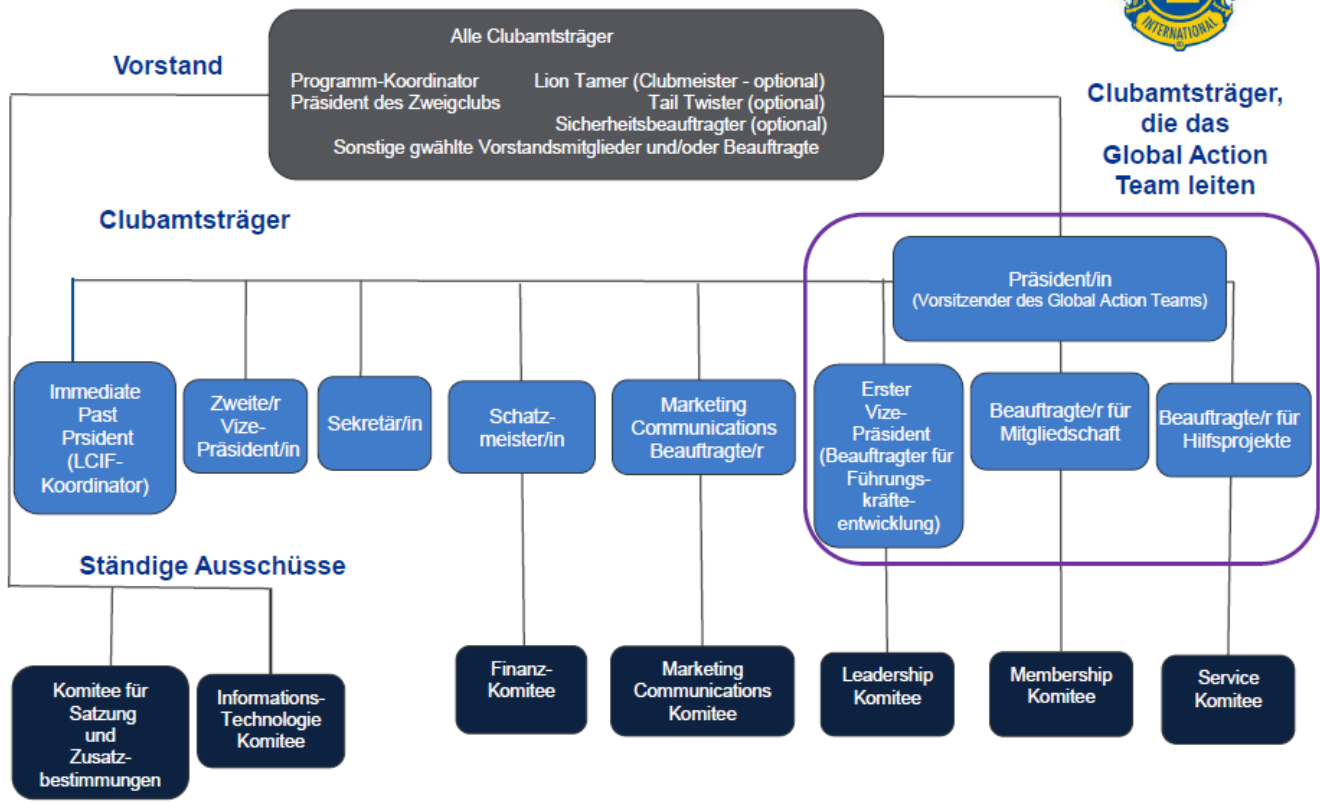 INTERNATIONAL
®
Vorstand
Alle Clubamtsträger
Programm-Koordinator Lion Tamer (Clubmeister - optional)
Präsident des Zweigclubs Tail Twister (optional)
Sicherheitsbeauftragter (optional)
Sonstige gwählte Vorstandsmitglieder und/oder Beauftragte
Clubamtsträger,
die das
Global Action
Team leiten
Clubamtsträger
Präsident/in
(Vorsitzender des Global Action Teams)
Immediate
Past
Prsident
(LCIF-
Koordinator)
Zweite/r
Vize-
Präsident/in
Sekretär/in
Schatz-
meister/in
Marketing
Communications
Beauftragte/r
Erster
Vize-
Präsident
(Beauftragter für
Führungs-
kräfte-
entwicklung)
Beauftragte/r für
Mitgliedschaft
Beauftragte/r für
Hilfsprojekte
Ständige Ausschüsse
Komitee für
Satzung
und
Zusatz-
bestimmungen
Informations-
Technologie
Komitee
Finanz-
Komitee
Marketing
Communications
Komitee
Leadership
Komitee
Membership
Komitee
Service
Komitee